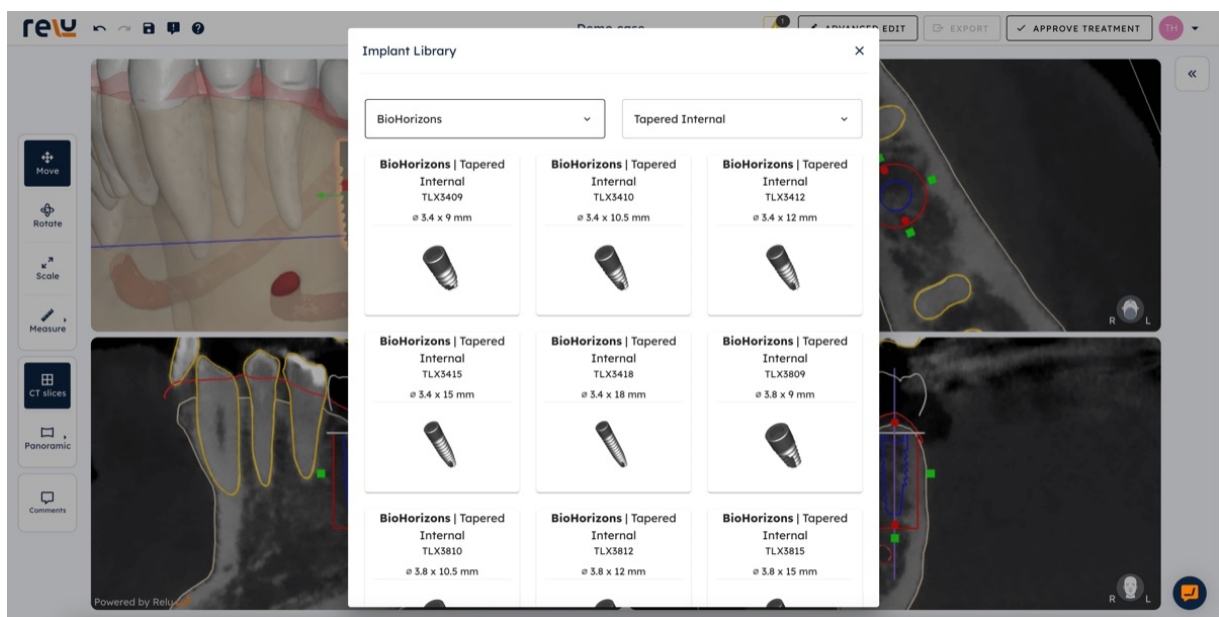 relu
Demo case
1
ADVANCED EDIT
EXPORT
APPROVE TREATMENT
TH
Implant Library
BioHorizons
Tapered Internal
Move
Rotate
Scale
Measure
CT slices
Panoramic
Comments
BioHorizons | Tapered
Internal
TLX3409
⌀ 3.4 x 9 mm
BioHorizons | Tapered
Internal
TLX3410
⌀ 3.4 x 10.5 mm
BioHorizons | Tapered
Internal
TLX3412
⌀ 3.4 x 12 mm
BioHorizons | Tapered
Internal
TLX3415
⌀ 3.4 x 15 mm
BioHorizons | Tapered
Internal
TLX3418
⌀ 3.4 x 18 mm
BioHorizons | Tapered
Internal
TLX3809
⌀ 3.8 x 9 mm
BioHorizons | Tapered
Internal
TLX3810
⌀ 3.8 x 10.5 mm
BioHorizons | Tapered
Internal
TLX3812
⌀ 3.8 x 12 mm
BioHorizons | Tapered
Internal
TLX3815
⌀ 3.8 x 15 mm
R L
R L
Powered by Relu